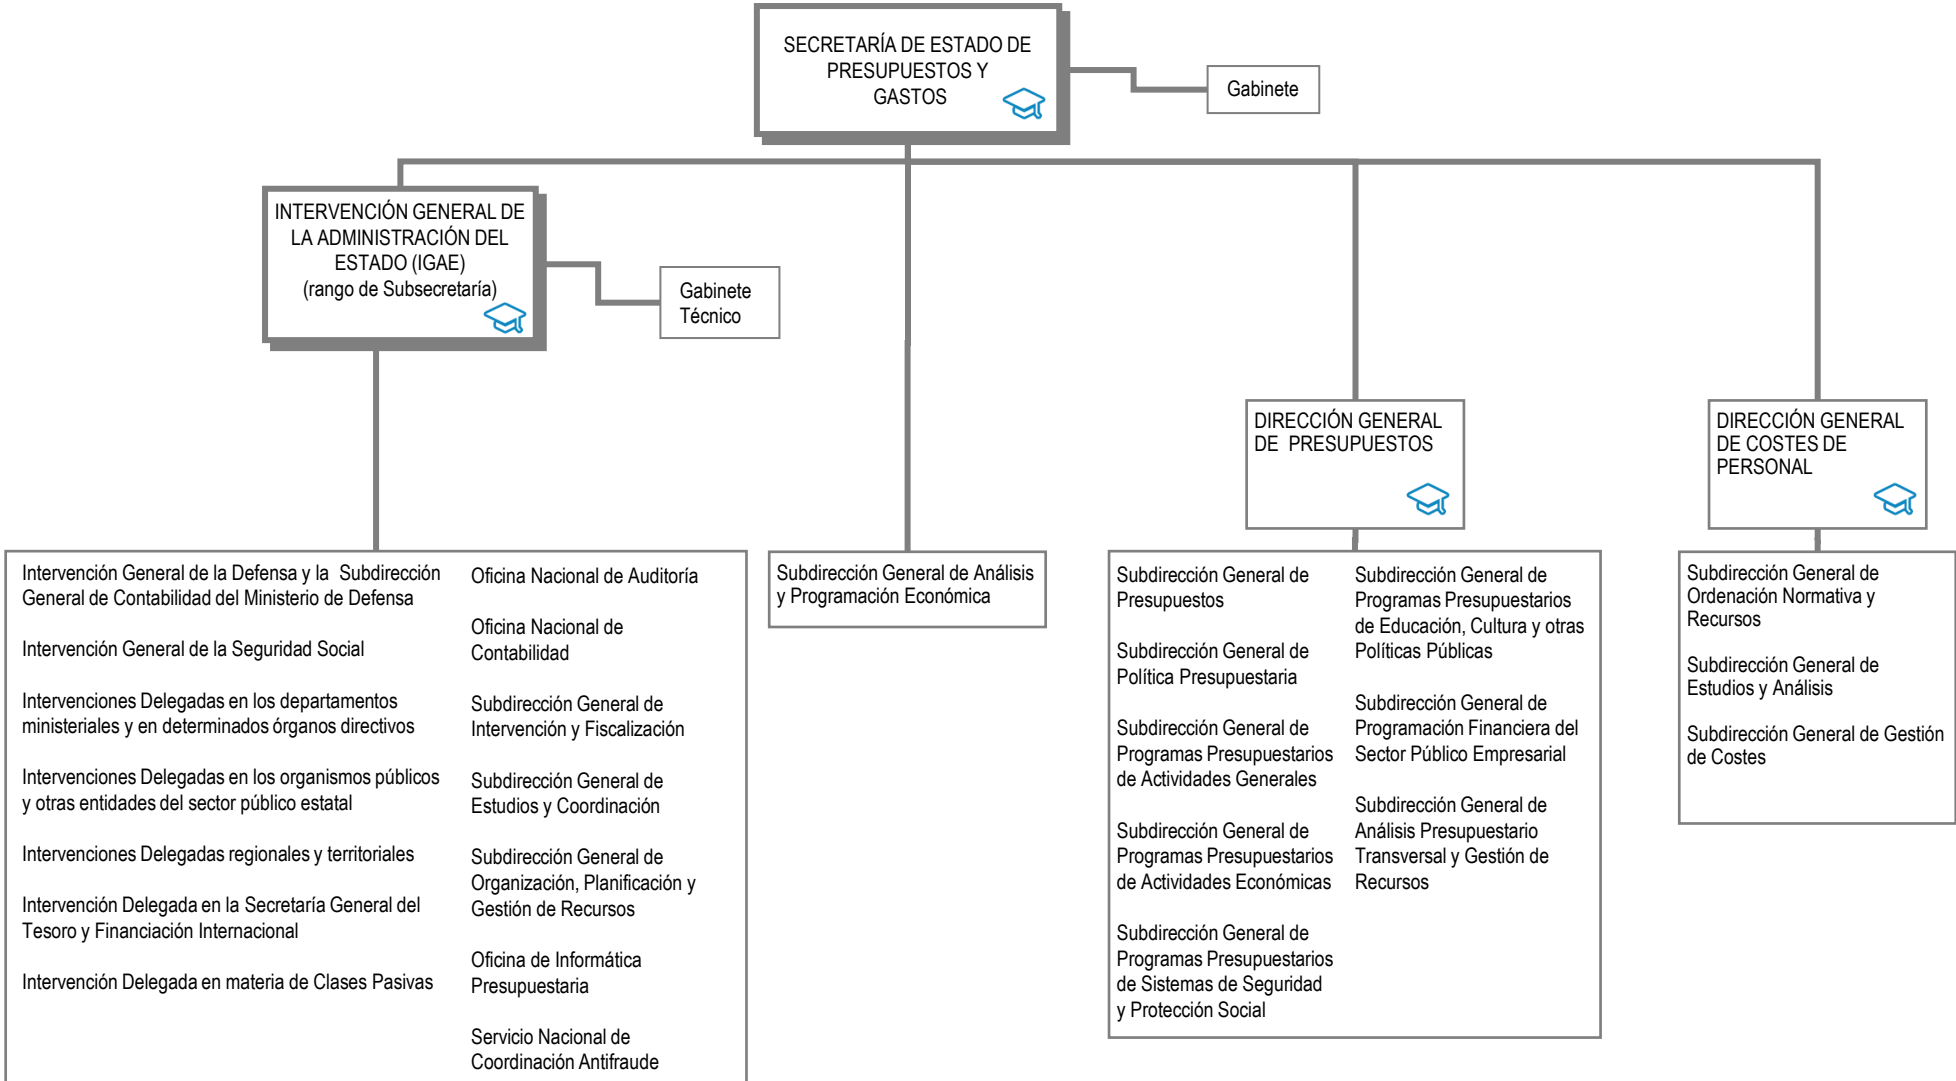 SECRETARÍA DE ESTADO DE
PRESUPUESTOS Y
GASTOS
Gabinete
INTERVENCIÓN GENERAL DE
LA ADMINISTRACIÓN DEL
ESTADO (IGAE)
(rango de Subsecretaría)
Gabinete
Técnico
DIRECCIÓN GENERAL
DE PRESUPUESTOS
DIRECCIÓN GENERAL
DE COSTES DE
PERSONAL
Intervención General de la Defensa y la Subdirección
General de Contabilidad del Ministerio de Defensa
Intervención General de la Seguridad Social
Intervenciones Delegadas en los departamentos
ministeriales y en determinados órganos directivos
Intervenciones Delegadas en los organismos públicos
y otras entidades del sector público estatal
Intervenciones Delegadas regionales y territoriales
Intervención Delegada en la Secretaría General del
Tesoro y Financiación Internacional
Intervención Delegada en materia de Clases Pasivas
Oficina Nacional de Auditoría
Oficina Nacional de
Contabilidad
Subdirección General de
Intervención y Fiscalización
Subdirección General de
Estudios y Coordinación
Subdirección General de
Organización, Planificación y
Gestión de Recursos
Oficina de Informática
Presupuestaria
Servicio Nacional de
Coordinación Antifraude
Subdirección General de Análisis
y Programación Económica
Subdirección General de
Presupuestos
Subdirección General de
Política Presupuestaria
Subdirección General de
Programas Presupuestarios
de Actividades Generales
Subdirección General de
Programas Presupuestarios
de Actividades Económicas
Subdirección General de
Programas Presupuestarios
de Sistemas de Seguridad
y Protección Social
Subdirección General de
Programas Presupuestarios
de Educación, Cultura y otras
Políticas Públicas
Subdirección General de
Programación Financiera del
Sector Público Empresarial
Subdirección General de
Análisis Presupuestario
Transversal y Gestión de
Recursos
Subdirección General de
Ordenación Normativa y
Recursos
Subdirección General de
Estudios y Análisis
Subdirección General de Gestión
de Costes